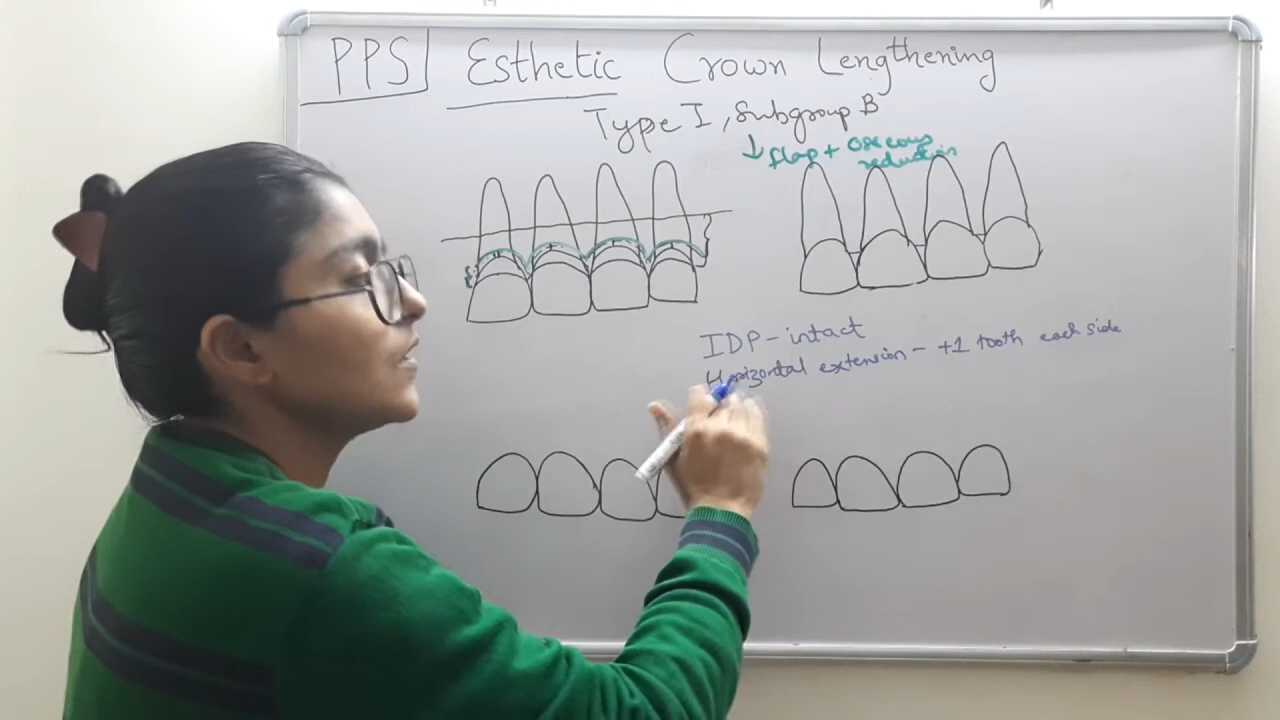 PPS Esthetic Crown Lengthening
Type I, Subgroup B
↓ flap + osseous
reduction
IDP - intact
Horizontal extension - +1 tooth each side